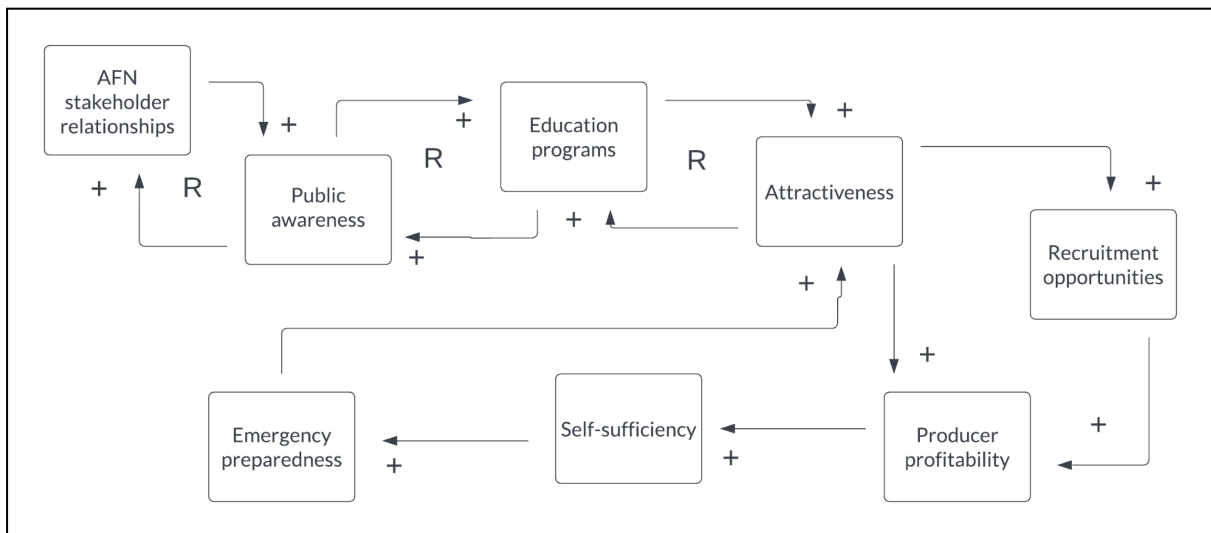 AFN
stakeholder
relationships
+
+
R
Public
awareness
+
R
+
Education
programs
+
R
+
Attractiveness
+
+
Recruitment
opportunities
+
+
Producer
profitability
+
Self-sufficiency
+
Emergency
preparedness